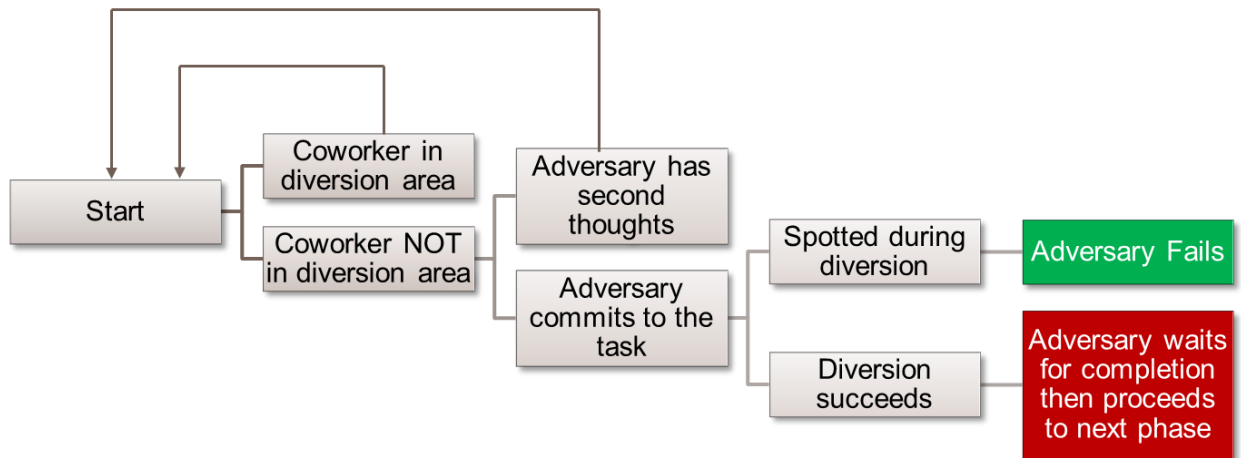 Start
Coworker in
diversion area
Coworker NOT
in diversion area
Adversary has
second
thoughts
Adversary
commits to the
task
Spotted during
diversion
Diversion
succeeds
Adversary Fails
Adversary waits
for completion
then proceeds
to next phase